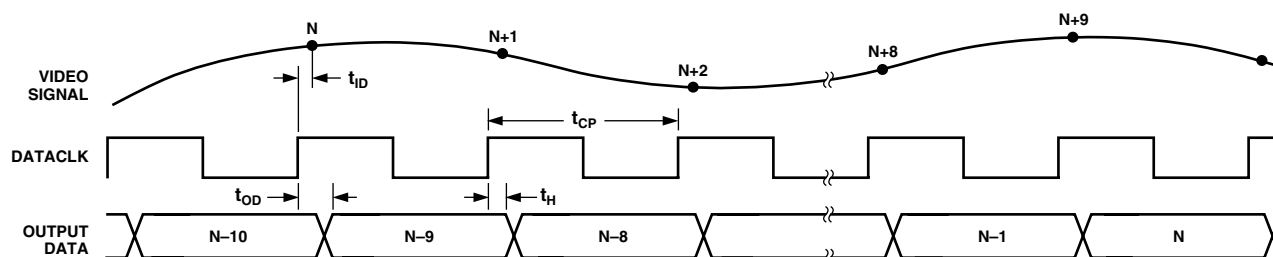 N
N+1
N+2
N+8
N+9
VIDEO
SIGNAL
tID
tCP
DATACLK
tOD
tH
OUTPUT
DATA
N–10
N–9
N–8
N–1
N